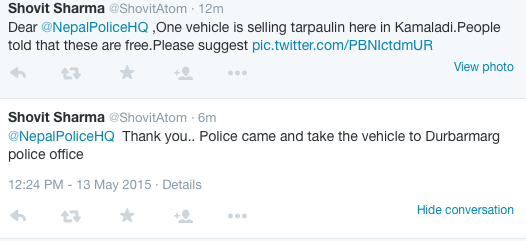 Shovit Sharma @ShovitAtom · 12m
Dear @NepalPoliceHQ ,One vehicle is selling tarpaulin here in Kamaladi.People
told that these are free.Please suggest pic.twitter.com/PBNIctdmUR
View photo
Shovit Sharma @ShovitAtom · 6m
@NepalPoliceHQ Thank you.. Police came and take the vehicle to Durbarmarg
police office
12:24 PM - 13 May 2015 · Details
Hide conversation